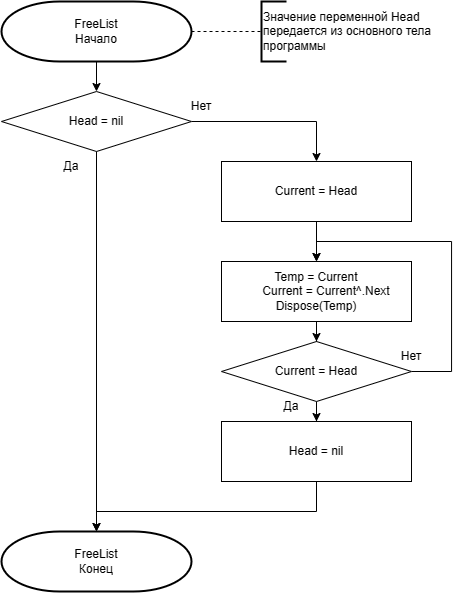 FreeList
Начало
Значение переменной Head
передается из основного тела
программы
Head = nil
Нет
Да
Current = Head
Temp = Current
Current = Current^.Next
Dispose(Temp)
Current = Head
Нет
Да
Head = nil
FreeList
Конец